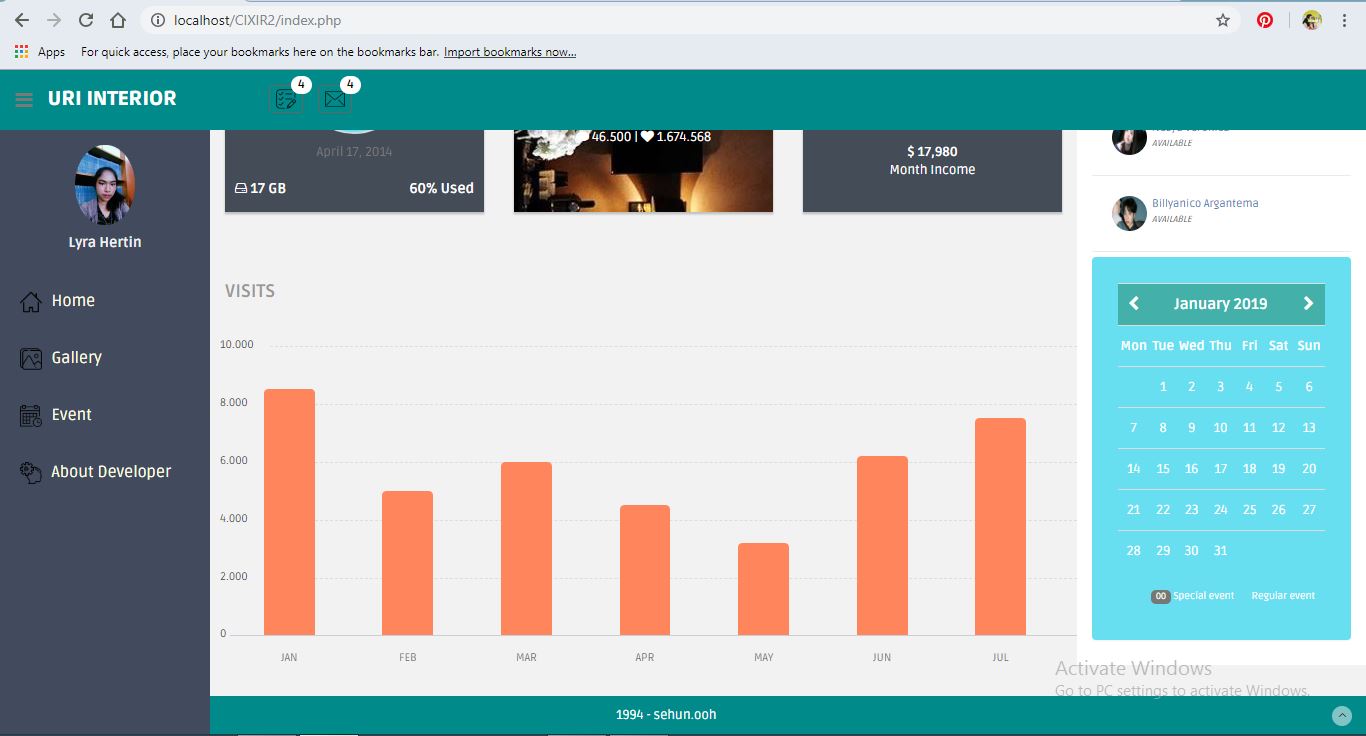 localhost/CIXIR2/index.php
Apps For quick access, place your bookmarks here on the bookmarks bar. Import bookmarks now...
URI INTERIOR 4 4
Lyra Hertin
Home
Gallery
Event
About Developer
April 17, 2014
17 GB 60% Used
46.500 | 1.674.568
$ 17,980
Month Income
AVAILABLE
Billyanico Argantema
AVAILABLE
VISITS
10.000
8.000
6.000
4.000
2.000
0
JAN FEB MAR APR MAY JUN JUL
January 2019
Mon Tue Wed Thu Fri Sat Sun
1 2 3 4 5 6
7 8 9 10 11 12 13
14 15 16 17 18 19 20
21 22 23 24 25 26 27
28 29 30 31
00 Special event Regular event
Activate Windows
Go to PC settings to activate Windows.
1994 - sehun.ooh